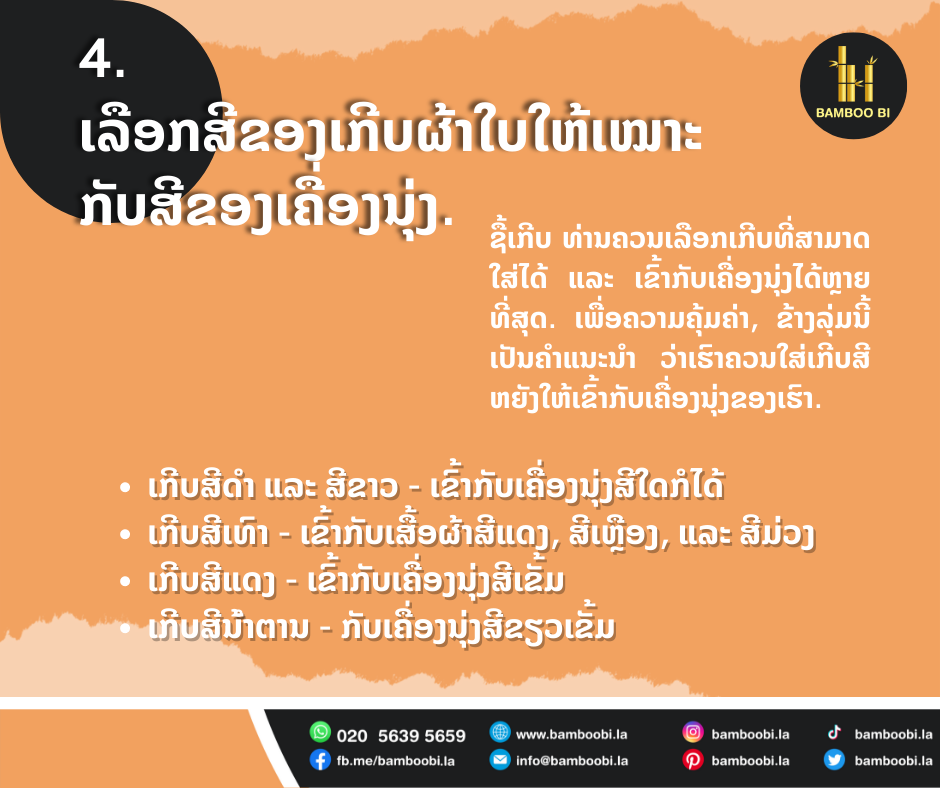 4.
ເລືອກສີຂອງເກີບຜ້າໃບໃຫ້ເໝາະ
ກັບສີຂອງເຄື່ອງນຸ່ງ.
BAMBOO BI
ຊື້ເກີບ ທ່ານຄວນເລືອກເກີບທີ່ສາມາດ
ໃສ່ໄດ້ ແລະ ເຂົ້າກັບເຄື່ອງນຸ່ງໄດ້ຫຼາຍ
ທີ່ສຸດ. ເພື່ອຄວາມຄຸ້ມຄ່າ, ຂ້າງລຸ່ມນີ້
ເປັນຄຳແນະນຳ ວ່າເຮົາຄວນໃສ່ເກີບສີ
ຫຍັງໃຫ້ເຂົ້າກັບເຄື່ອງນຸ່ງຂອງເຮົາ.
• ເກີບສີດຳ ແລະ ສີຂາວ - ເຂົ້າກັບເຄື່ອງນຸ່ງສີໃດກໍໄດ້
• ເກີບສີເທົາ - ເຂົ້າກັບເສື້ອຜ້າສີແດງ, ສີເຫຼືອງ, ແລະ ສີມ່ວງ
• ເກີບສີແດງ - ເຂົ້າກັບເຄື່ອງນຸ່ງສີເຂັ້ມ
• ເກີບສີນ້ຳຕານ - ກັບເຄື່ອງນຸ່ງສີຂຽວເຂັ້ມ
020 5639 5659 www.bamboobi.la bamboobi.la bamboobi.la
fb.me/bamboobi.la info@bamboobi.la bamboobi.la bamboobi.la